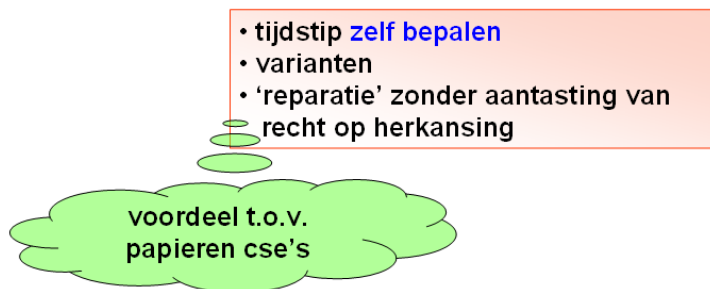 • tijdstip zelf bepalen
• varianten
• ‘reparatie’ zonder aantasting van
recht op herkansing
voordeel t.o.v.
papieren cse’s